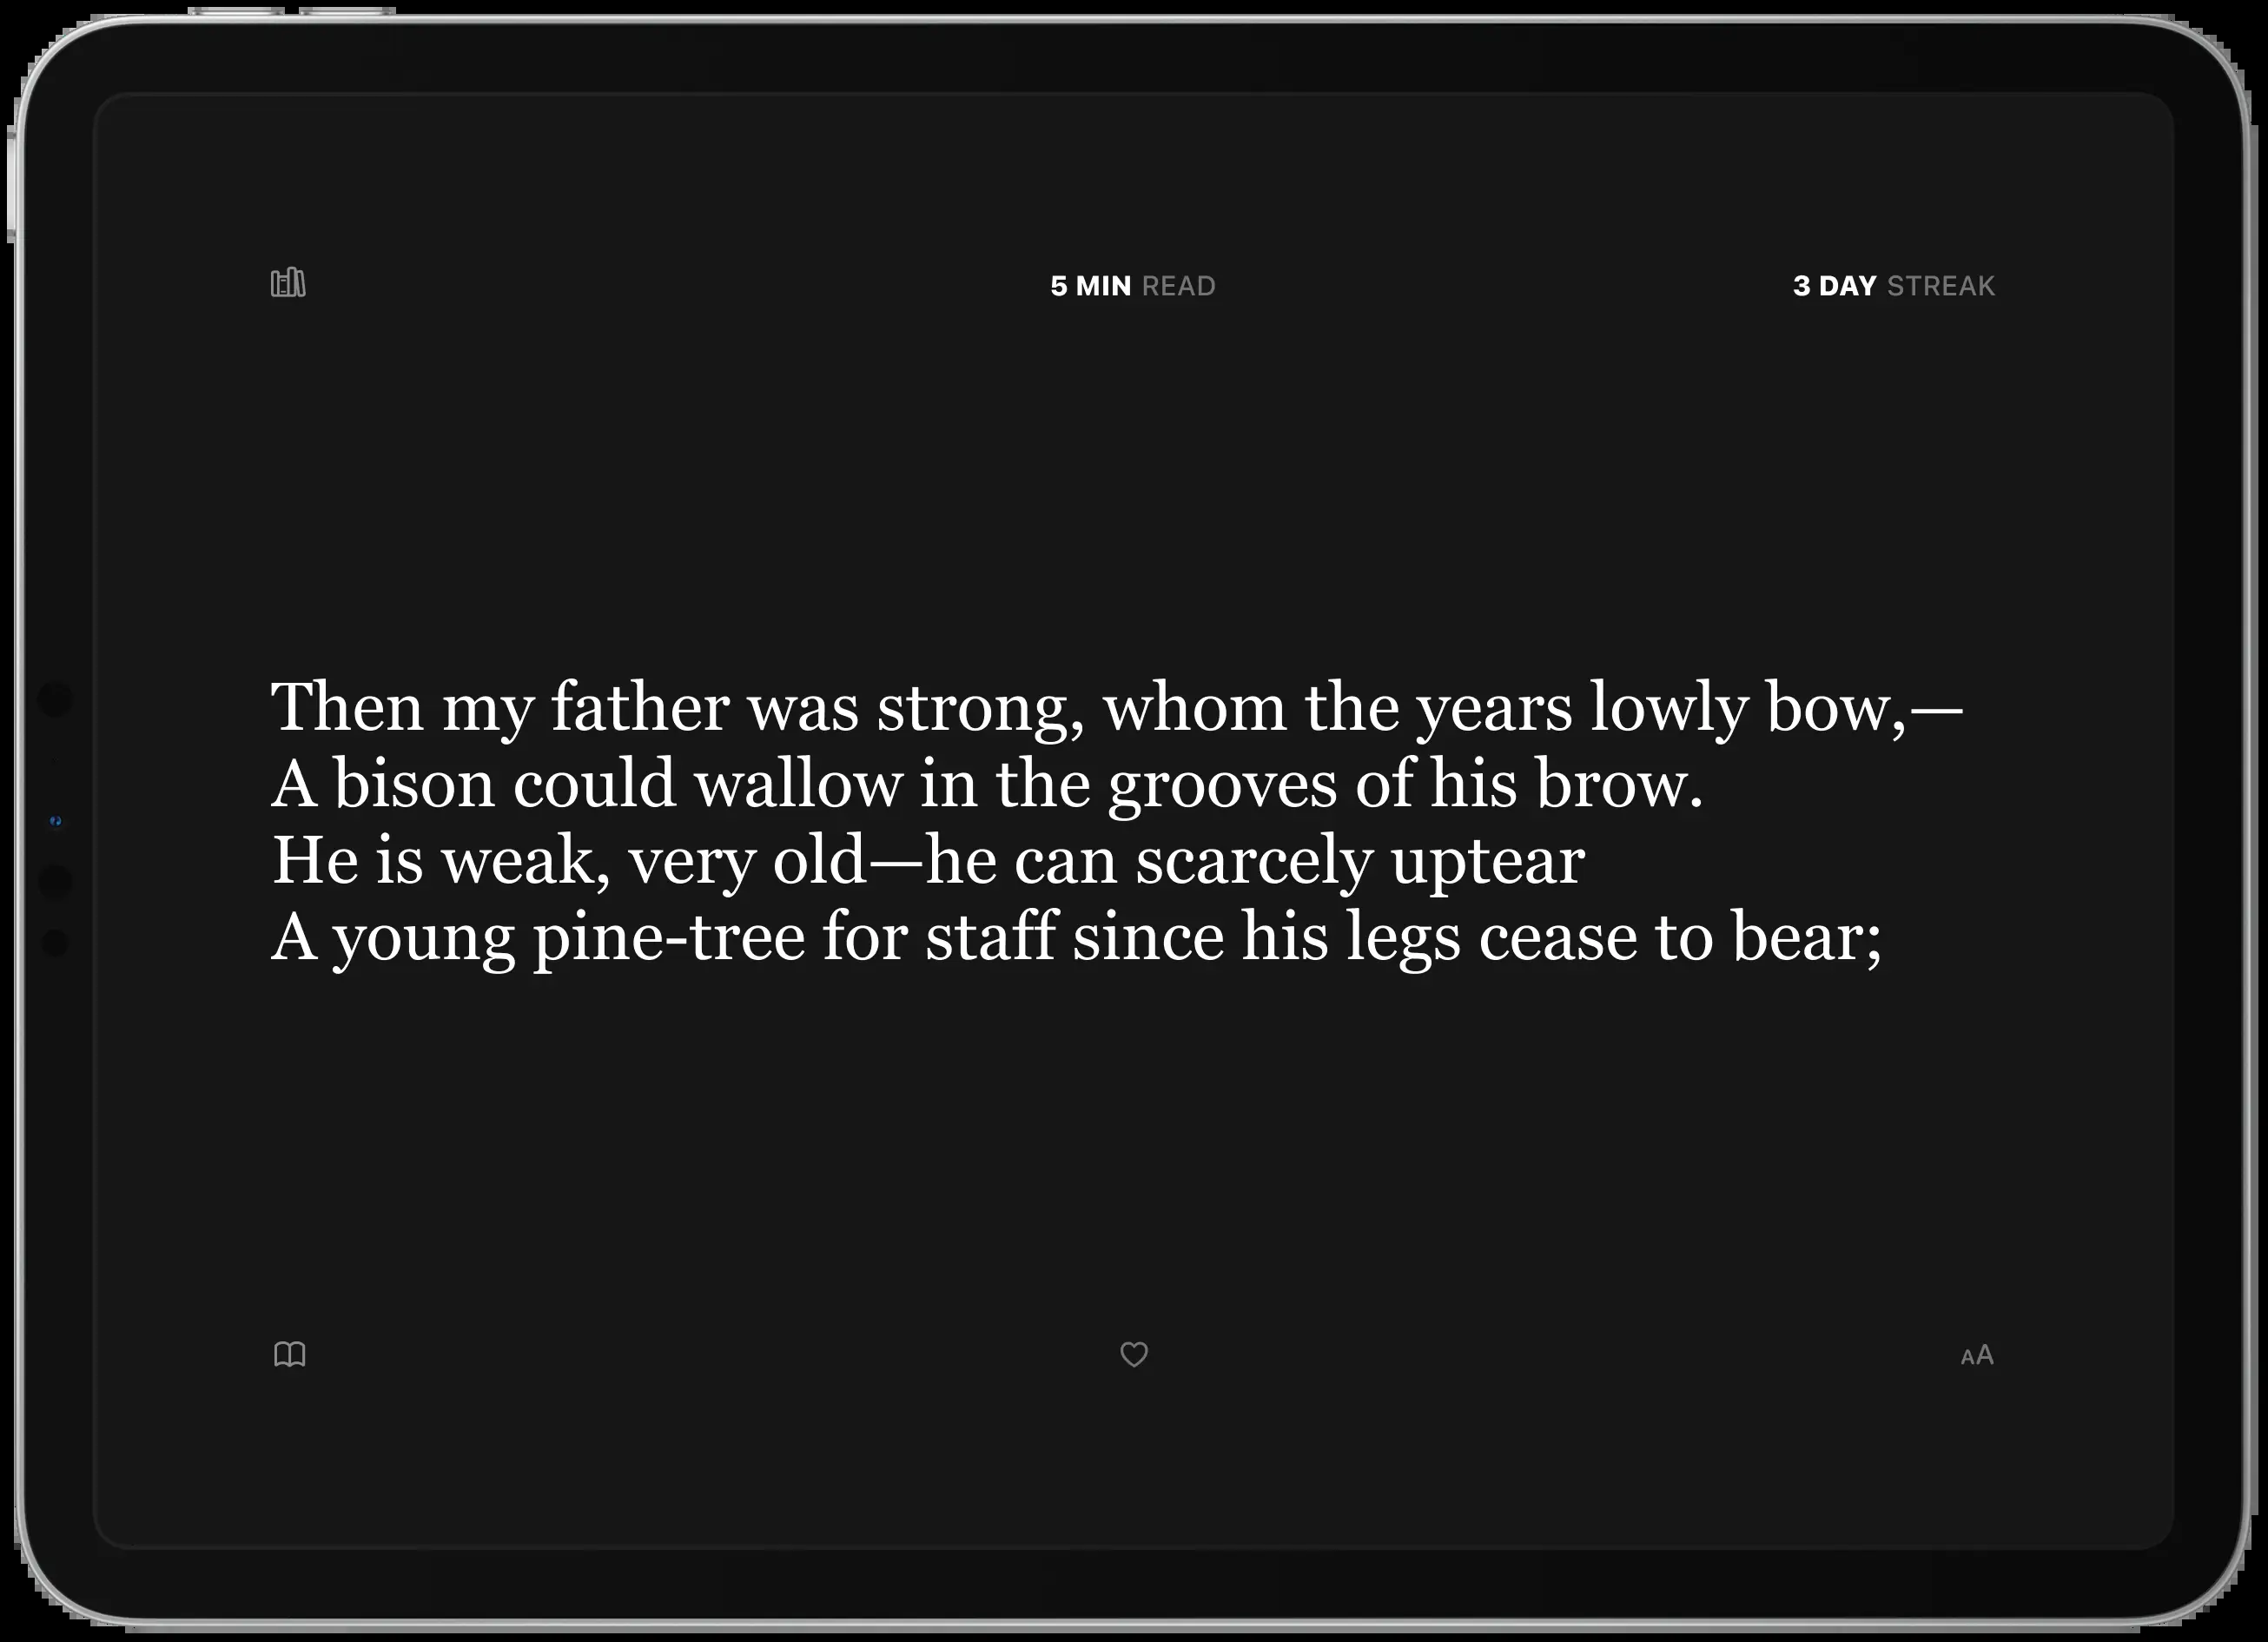 5 MIN READ
3 DAY STREAK
Then my father was strong, whom the years lowly bow,—
A bison could wallow in the grooves of his brow.
He is weak, very old—he can scarcely uptear
A young pine-tree for staff since his legs cease to bear;
AA